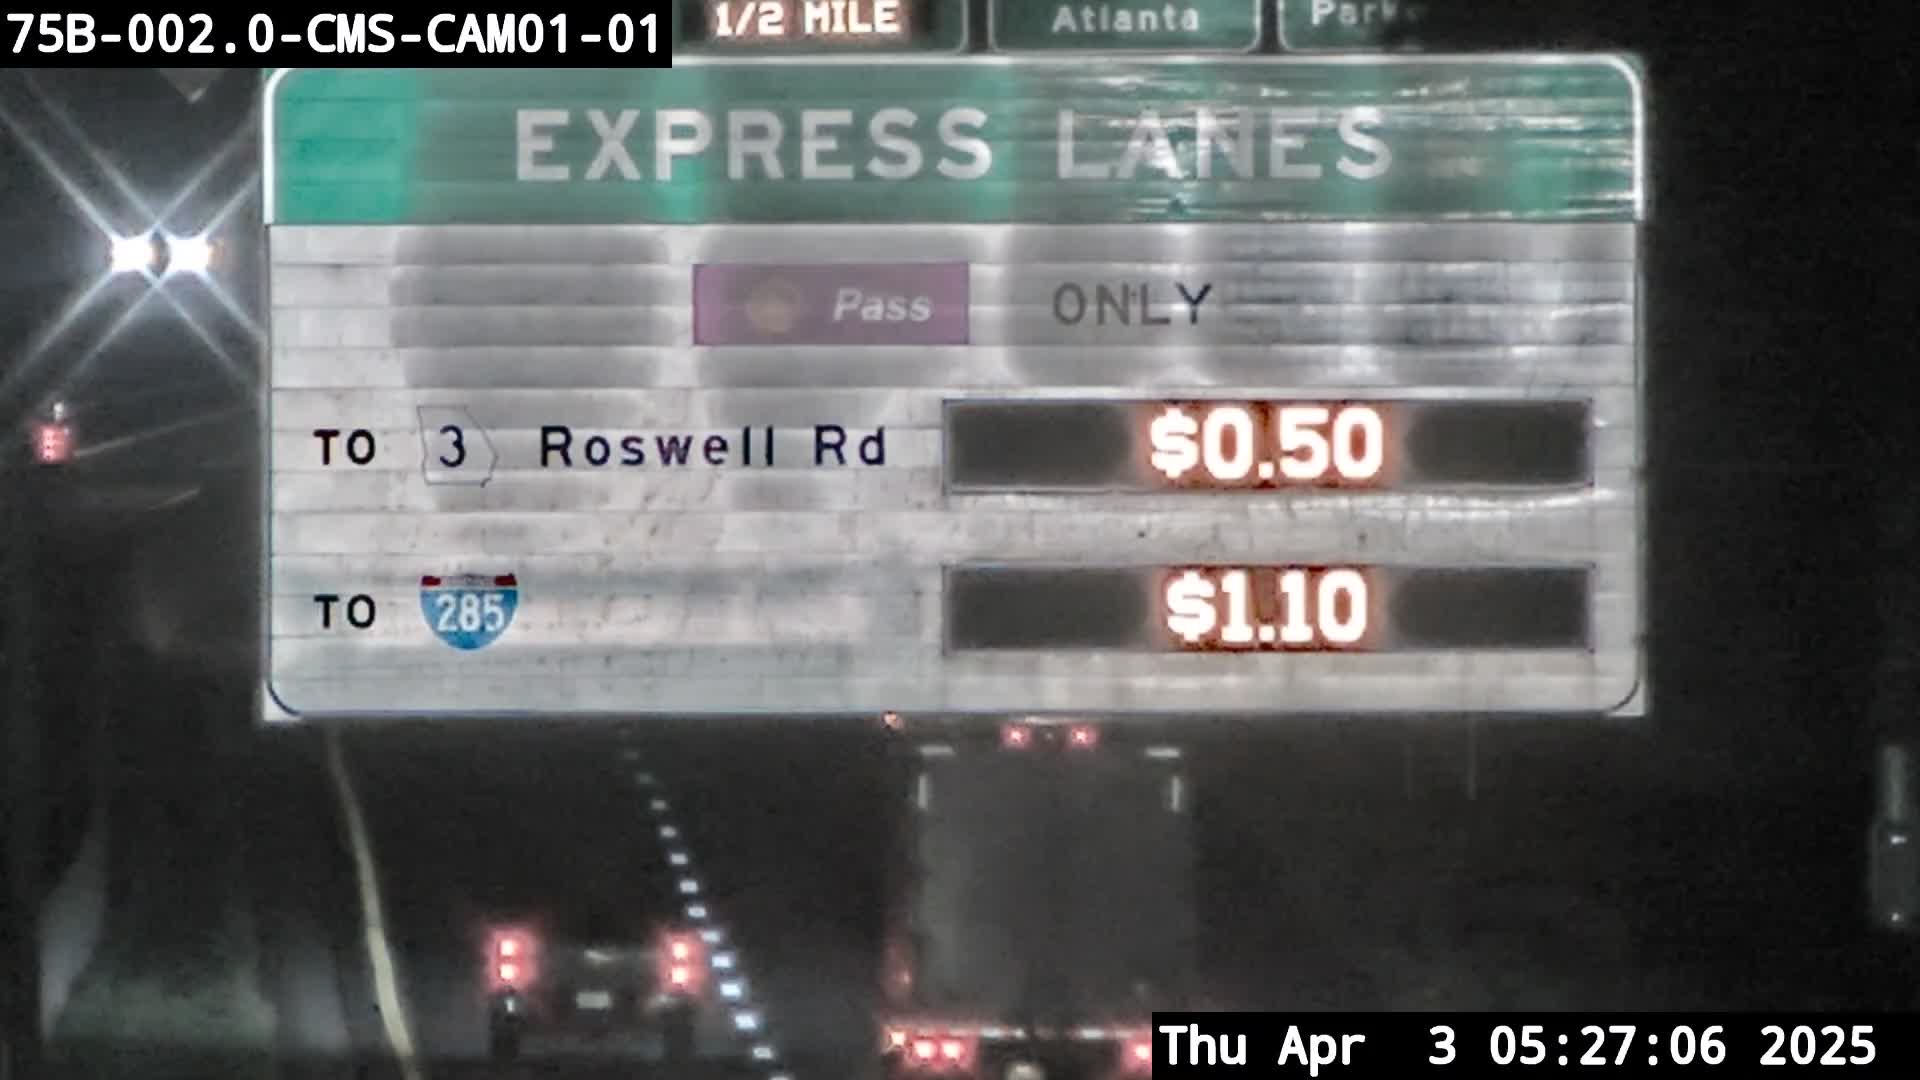 75B-002.0-CMS-CAM01-01
1/2 MILE
Atlanta
EXPRESS LANES
Pass ONLY
TO 3 Roswell Rd $0.50
TO 285 $1.10
Thu Apr 3 05:27:06 2025